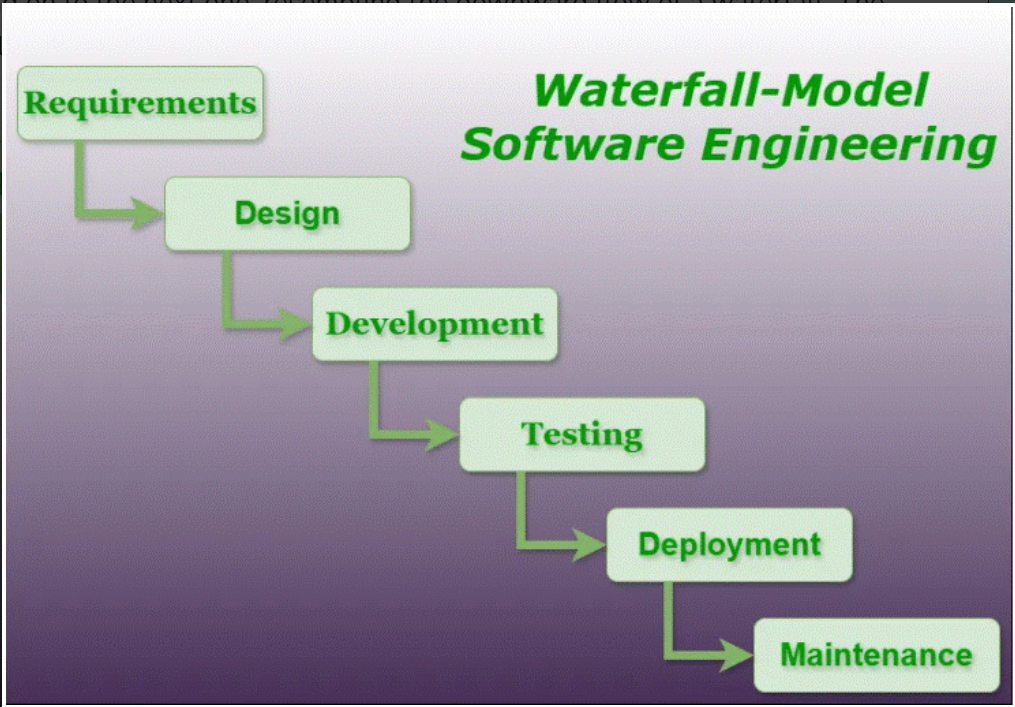 Requirements
Waterfall-Model
Software Engineering
Design
Development
Testing
Deployment
Maintenance